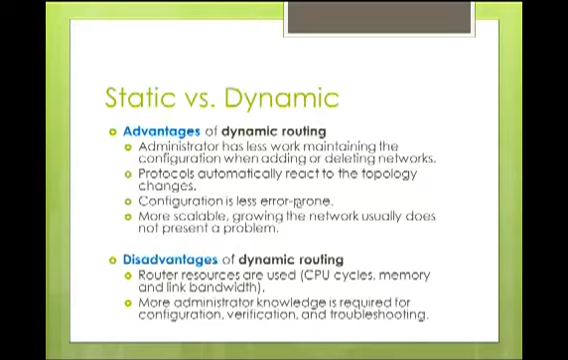 Static vs. Dynamic
Advantages of dynamic routing
Administrator has less work maintaining the
configuration when adding or deleting networks.
Protocols automatically react to the topology
changes.
Configuration is less error-prone.
More scalable, growing the network usually does
not present a problem.
Disadvantages of dynamic routing
Router resources are used (CPU cycles, memory
and link bandwidth).
More administrator knowledge is required for
configuration, verification, and troubleshooting.